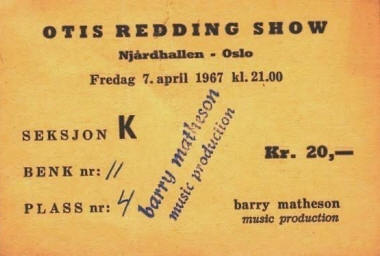 OTIS REDDING SHOW
Njårdhallen - Oslo
Fredag 7. april 1967 kl. 21.00
SEKSJON K
BENK nr: 11
PLASS nr: 4
barry matheson
music production
Kr. 20,—
barry matheson
music production